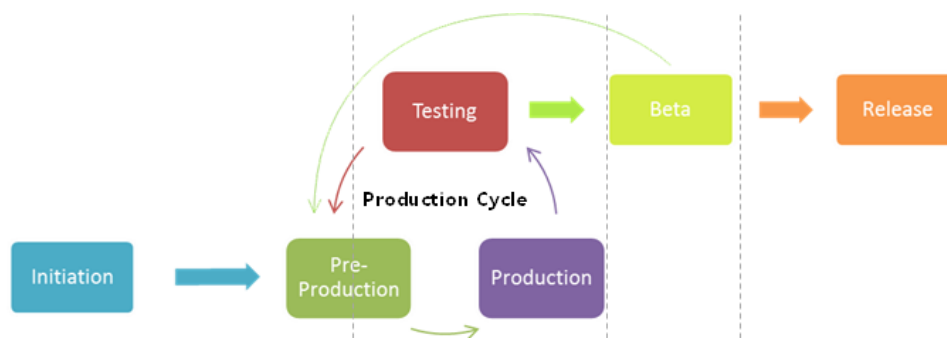 Testing
Beta
Release
Production Cycle
Initiation
Pre-
Production
Production